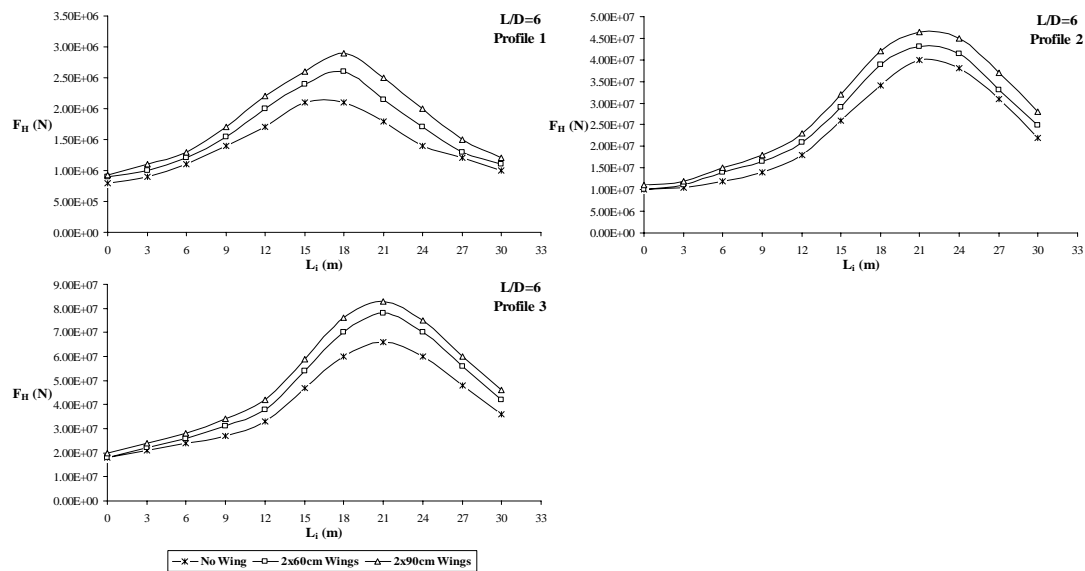 L/D=6
Profile 1
3.50E+06
3.00E+06
2.50E+06
2.00E+06
1.50E+06
1.00E+06
5.00E+05
0.00E+00
F_H (N)
0 3 6 9 12 15 18 21 24 27 30 33
L_i (m)
L/D=6
Profile 2
5.00E+07
4.50E+07
4.00E+07
3.50E+07
3.00E+07
2.50E+07
2.00E+07
1.50E+07
1.00E+07
5.00E+06
0.00E+00
F_H (N)
0 3 6 9 12 15 18 21 24 27 30 33
L_i (m)
L/D=6
Profile 3
9.00E+07
8.00E+07
7.00E+07
6.00E+07
5.00E+07
4.00E+07
3.00E+07
2.00E+07
1.00E+07
0.00E+00
F_H (N)
0 3 6 9 12 15 18 21 24 27 30 33
L_i (m)
No Wing 2x60cm Wings 2x90cm Wings